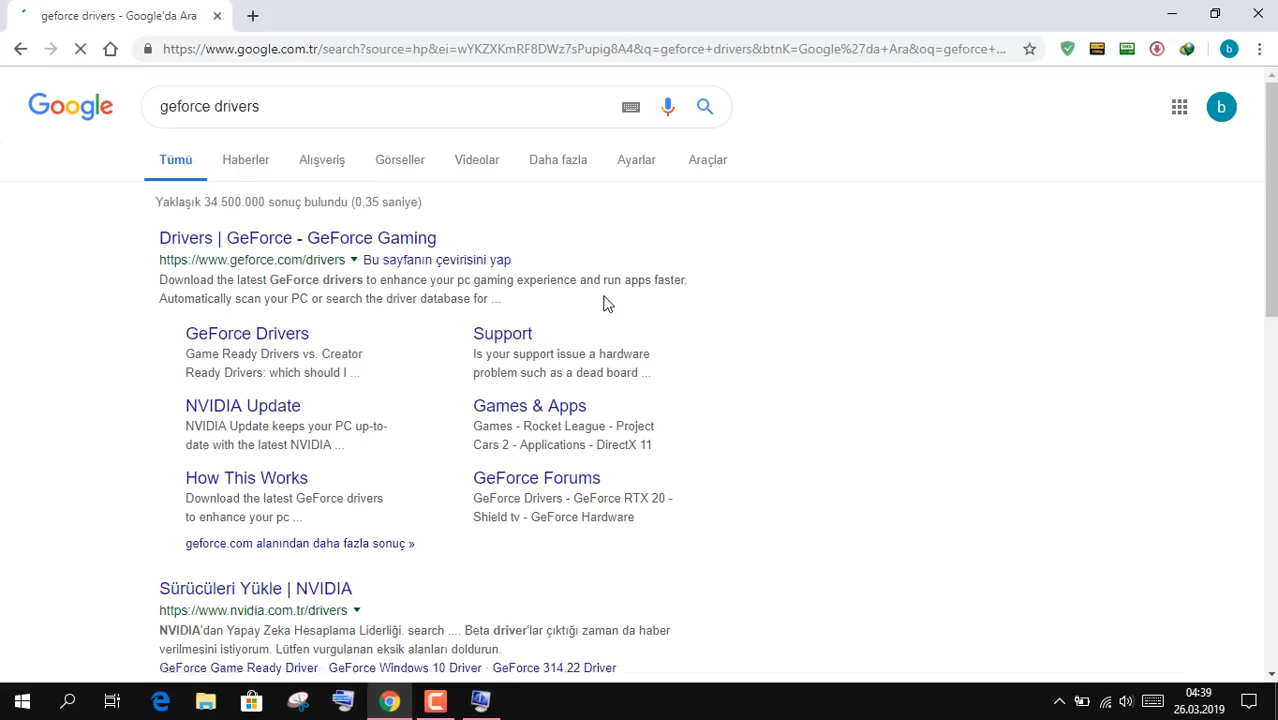 geforce drivers - Google'da Ara
https://www.google.com.tr/search?source=hp&ei=wYKZXKmRF8DWz7sPupig8A4&q=geforce+drivers&btnK=Google%27da+Ara&oq=geforce+...
b
Google
geforce drivers
b
Tümü Haberler Alışveriş Görseller Videolar Daha fazla Ayarlar Araçlar
Yaklaşık 34.500.000 sonuç bulundu (0,35 saniye)
Drivers | GeForce - GeForce Gaming
https://www.geforce.com/drivers Bu sayfanın çevirisini yap
Download the latest GeForce drivers to enhance your pc gaming experience and run apps faster.
Automatically scan your PC or search the driver database for ...
GeForce Drivers
Game Ready Drivers vs. Creator
Ready Drivers: which should I ...
Support
Is your support issue a hardware
problem such as a dead board ...
NVIDIA Update
NVIDIA Update keeps your PC up-to-
date with the latest NVIDIA ...
Games & Apps
Games - Rocket League - Project
Cars 2 - Applications - DirectX 11
How This Works
Download the latest GeForce drivers
to enhance your pc ...
GeForce Forums
GeForce Drivers - GeForce RTX 20 -
Shield tv - GeForce Hardware
geforce.com alanından daha fazla sonuç »
Sürücüleri Yükle | NVIDIA
https://www.nvidia.com.tr/drivers
NVIDIA'dan Yapay Zeka Hesaplama Liderliği. search .... Beta driver'lar çıktığı zaman da haber
verilmesini istiyorum. Lütfen vurgulanan eksik alanları doldurun.
GeForce Game Ready Driver · GeForce Windows 10 Driver · GeForce 314.22 Driver
04:39
26.03.2019